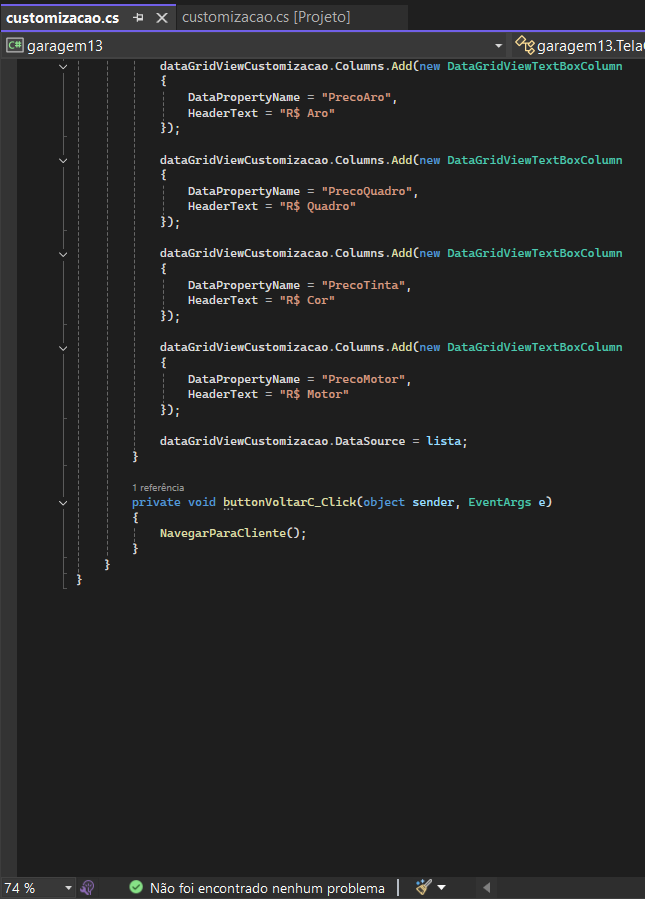 customizacao.cs customizacao.cs [Projeto]
C# garagem13 garagem13.Tela
dataGridViewCustomizacao.Columns.Add(new DataGridViewTextBoxColumn
{
DataPropertyName = "PrecoAro",
HeaderText = "R$ Aro"
});
dataGridViewCustomizacao.Columns.Add(new DataGridViewTextBoxColumn
{
DataPropertyName = "PrecoQuadro",
HeaderText = "R$ Quadro"
});
dataGridViewCustomizacao.Columns.Add(new DataGridViewTextBoxColumn
{
DataPropertyName = "PrecoTinta",
HeaderText = "R$ Cor"
});
dataGridViewCustomizacao.Columns.Add(new DataGridViewTextBoxColumn
{
DataPropertyName = "PrecoMotor",
HeaderText = "R$ Motor"
});
dataGridViewCustomizacao.DataSource = lista;
}
1 referência
private void buttonVoltarC_Click(object sender, EventArgs e)
{
NavegarParaCliente();
}
}
}
74 % Não foi encontrado nenhum problema